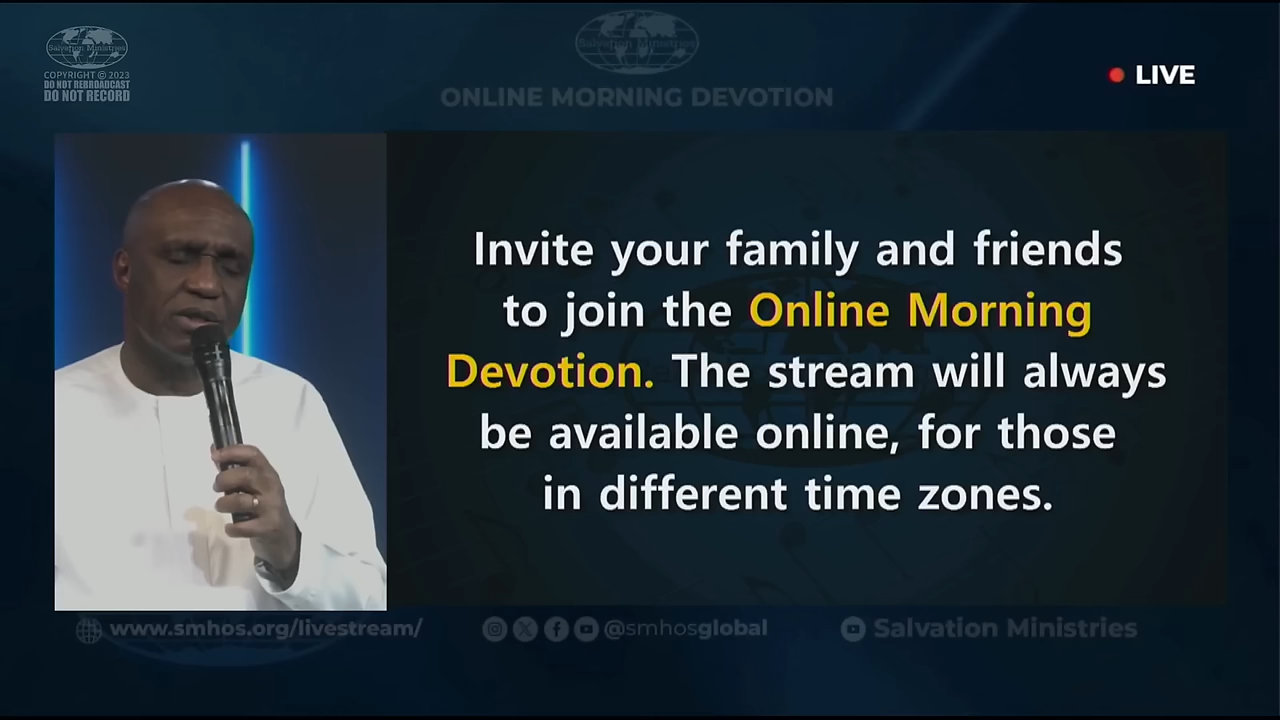 Salvation Ministries
COPYRIGHT © 2023
DO NOT REBROADCAST
DO NOT RECORD
Salvation Ministries
ONLINE MORNING DEVOTION
LIVE
Invite your family and friends
to join the Online Morning
Devotion. The stream will always
be available online, for those
in different time zones.
www.smhos.org/livestream/
@smhosglobal
Salvation Ministries